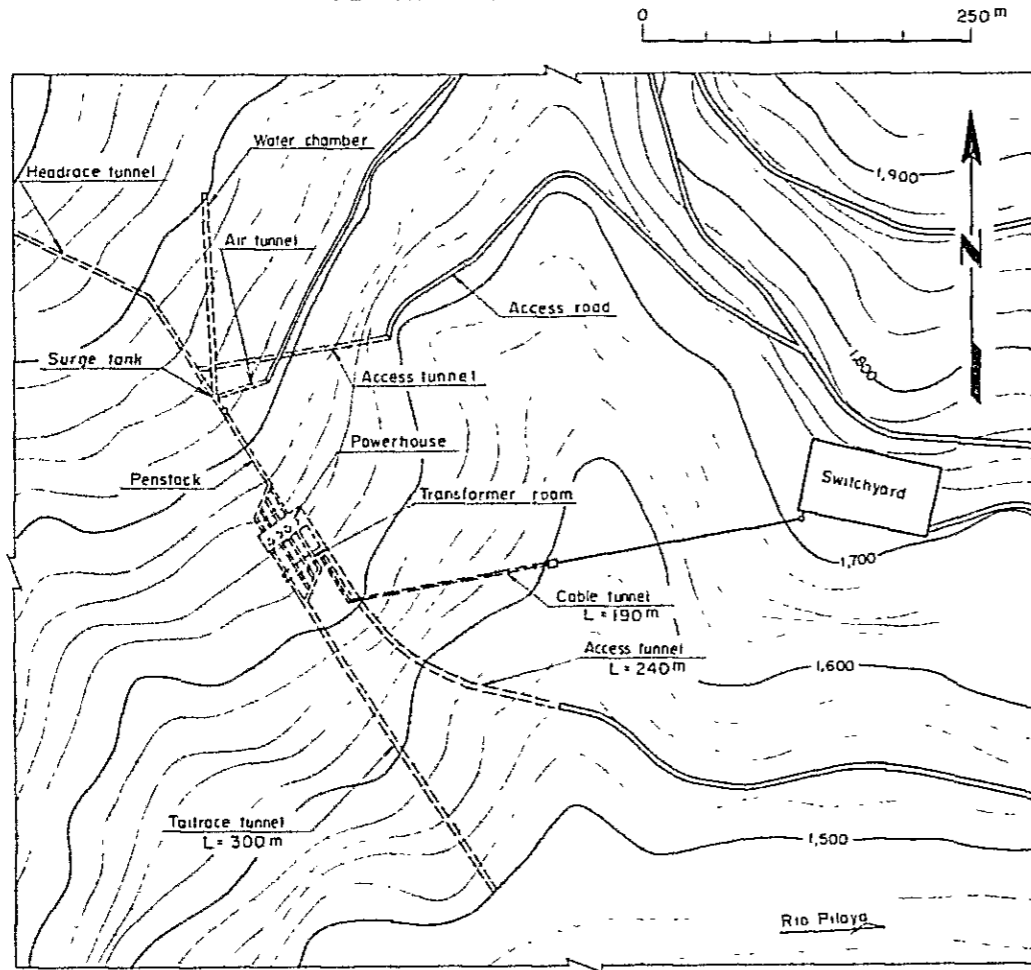 0 250 m
Water chamber
Headrace tunnel
1,900
Air tunnel
N
Access road
Surge tank
1,800
Access tunnel
Powerhouse
Penstock
Transformer room
Switchyard
1,700
Cable tunnel
L = 190 m
Access tunnel
L = 240 m
1,600
Tailrace tunnel
L = 300 m
1,500
Rio Pilaya